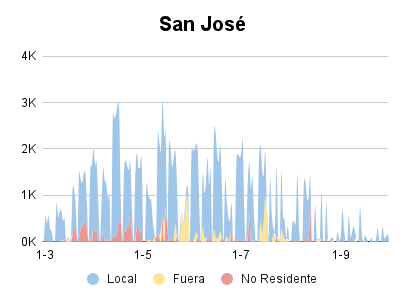 San José
4K
3K
2K
1K
0K
1-3 1-5 1-7 1-9
Local Fuera No Residente